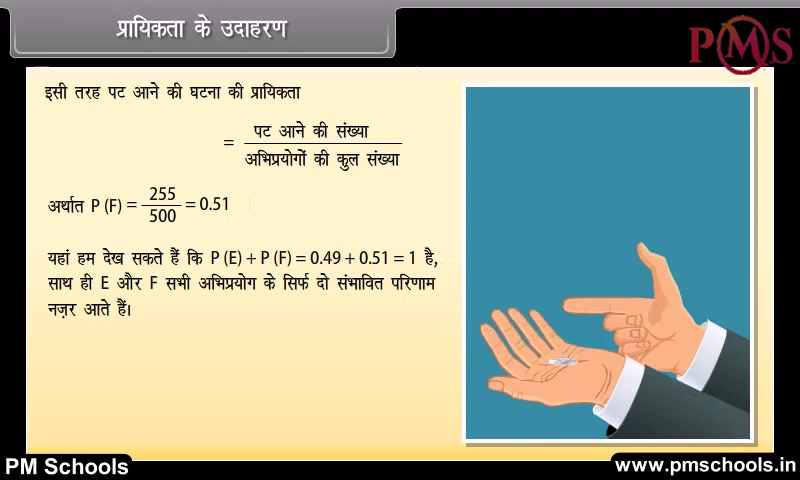 प्रायिकता के उदाहरण
PMS
इसी तरह पट आने की घटना की प्रायिकता
= पट आने की संख्या
अभिप्रयोगों की कुल संख्या
अर्थात P (F) = 255/500 = 0.51
यहां हम देख सकते हैं कि P (E) + P (F) = 0.49 + 0.51 = 1 है,
साथ ही E और F सभी अभिप्रयोग के सिर्फ दो संभावित परिणाम
नज़र आते हैं।
PM Schools
www.pmschools.in